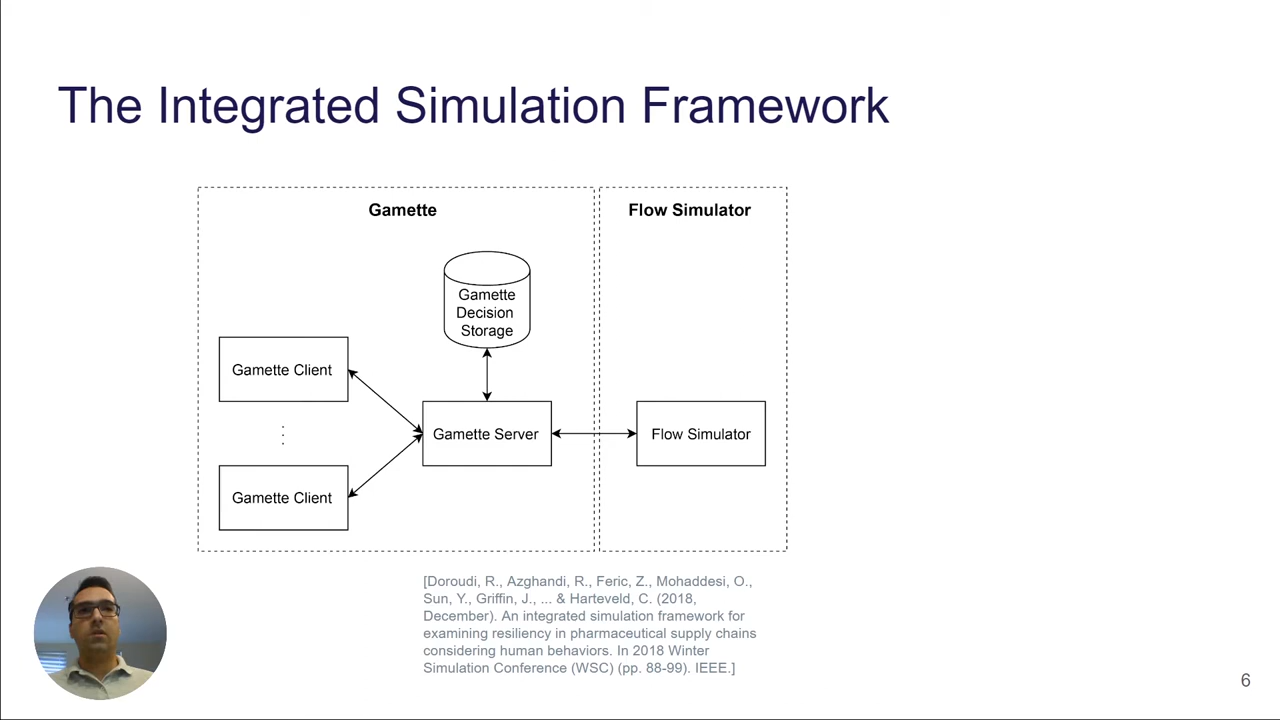 The Integrated Simulation Framework
Gamette
Flow Simulator
Gamette
Decision
Storage
Gamette Client
Gamette Server
Flow Simulator
Gamette Client
[Doroudi, R., Azghandi, R., Feric, Z., Mohaddesi, O.,
Sun, Y., Griffin, J., ... & Harteveld, C. (2018,
December). An integrated simulation framework for
examining resiliency in pharmaceutical supply chains
considering human behaviors. In 2018 Winter
Simulation Conference (WSC) (pp. 88-99). IEEE.]
6